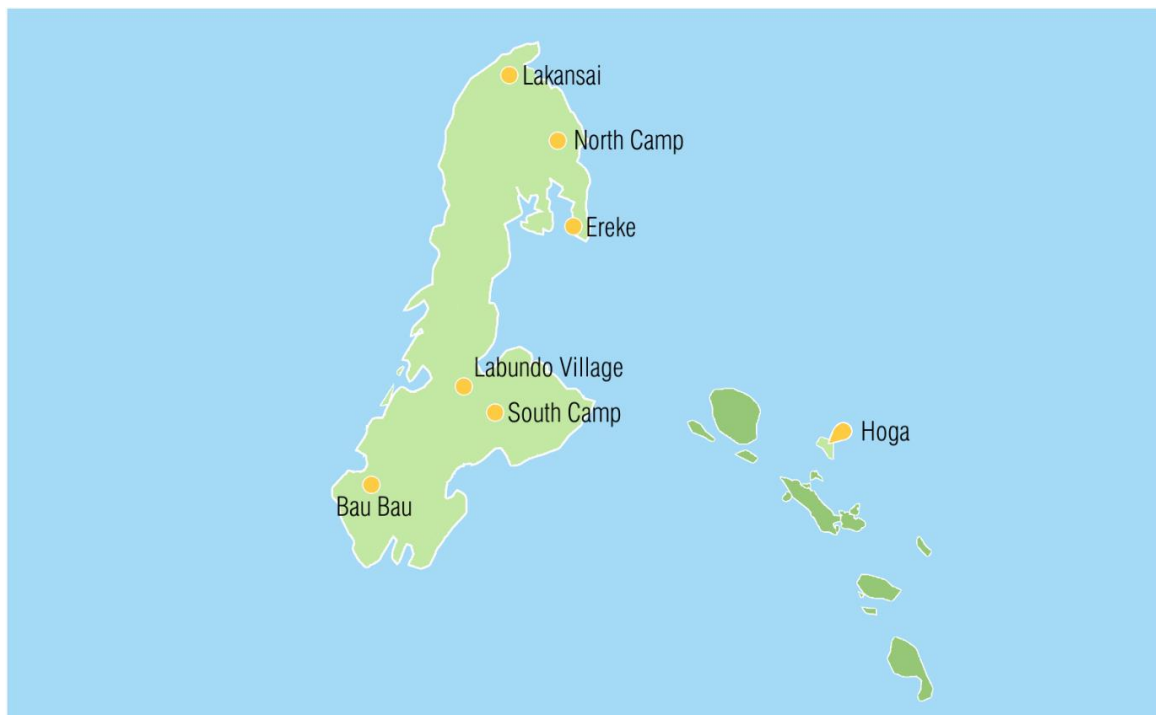 Lakansai
North Camp
Ereke
Labundo Village
South Camp
Hoga
Bau Bau